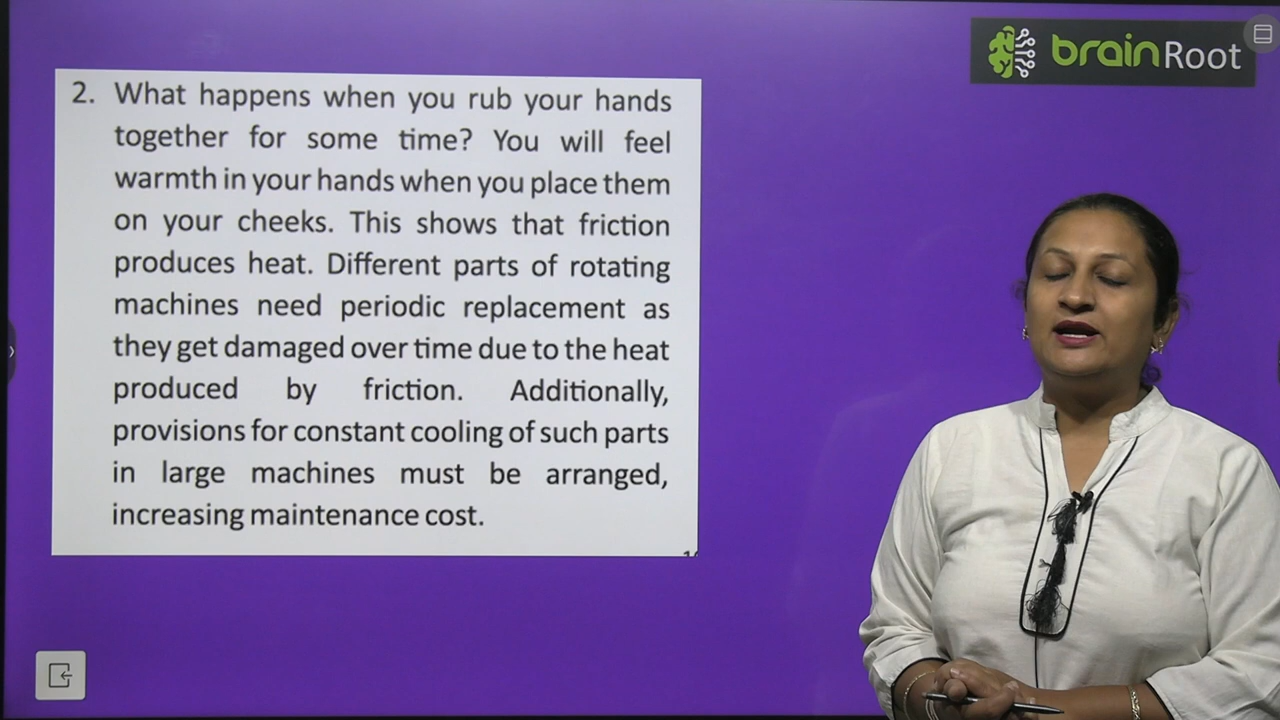 brainRoot
2. What happens when you rub your hands
together for some time? You will feel
warmth in your hands when you place them
on your cheeks. This shows that friction
produces heat. Different parts of rotating
machines need periodic replacement as
they get damaged over time due to the heat
produced by friction. Additionally,
provisions for constant cooling of such parts
in large machines must be arranged,
increasing maintenance cost.